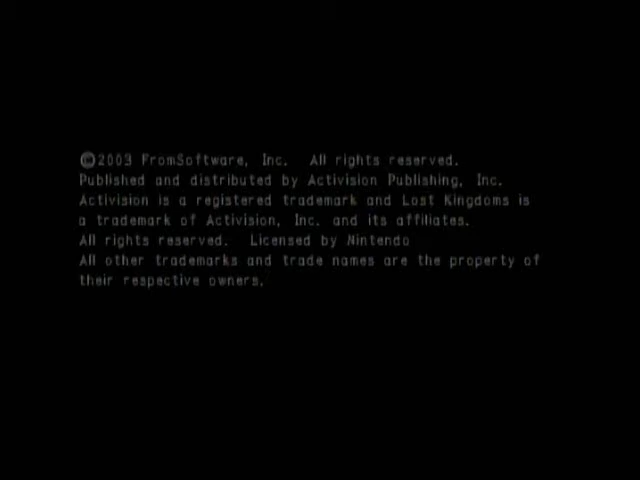 ©2003 FromSoftware, Inc.  All rights reserved.
Published and distributed by Activision Publishing, Inc.
Activision is a registered trademark and Lost Kingdoms is
a trademark of Activision, Inc. and its affiliates.
All rights reserved.  Licensed by Nintendo
All other trademarks and trade names are the property of
their respective owners.